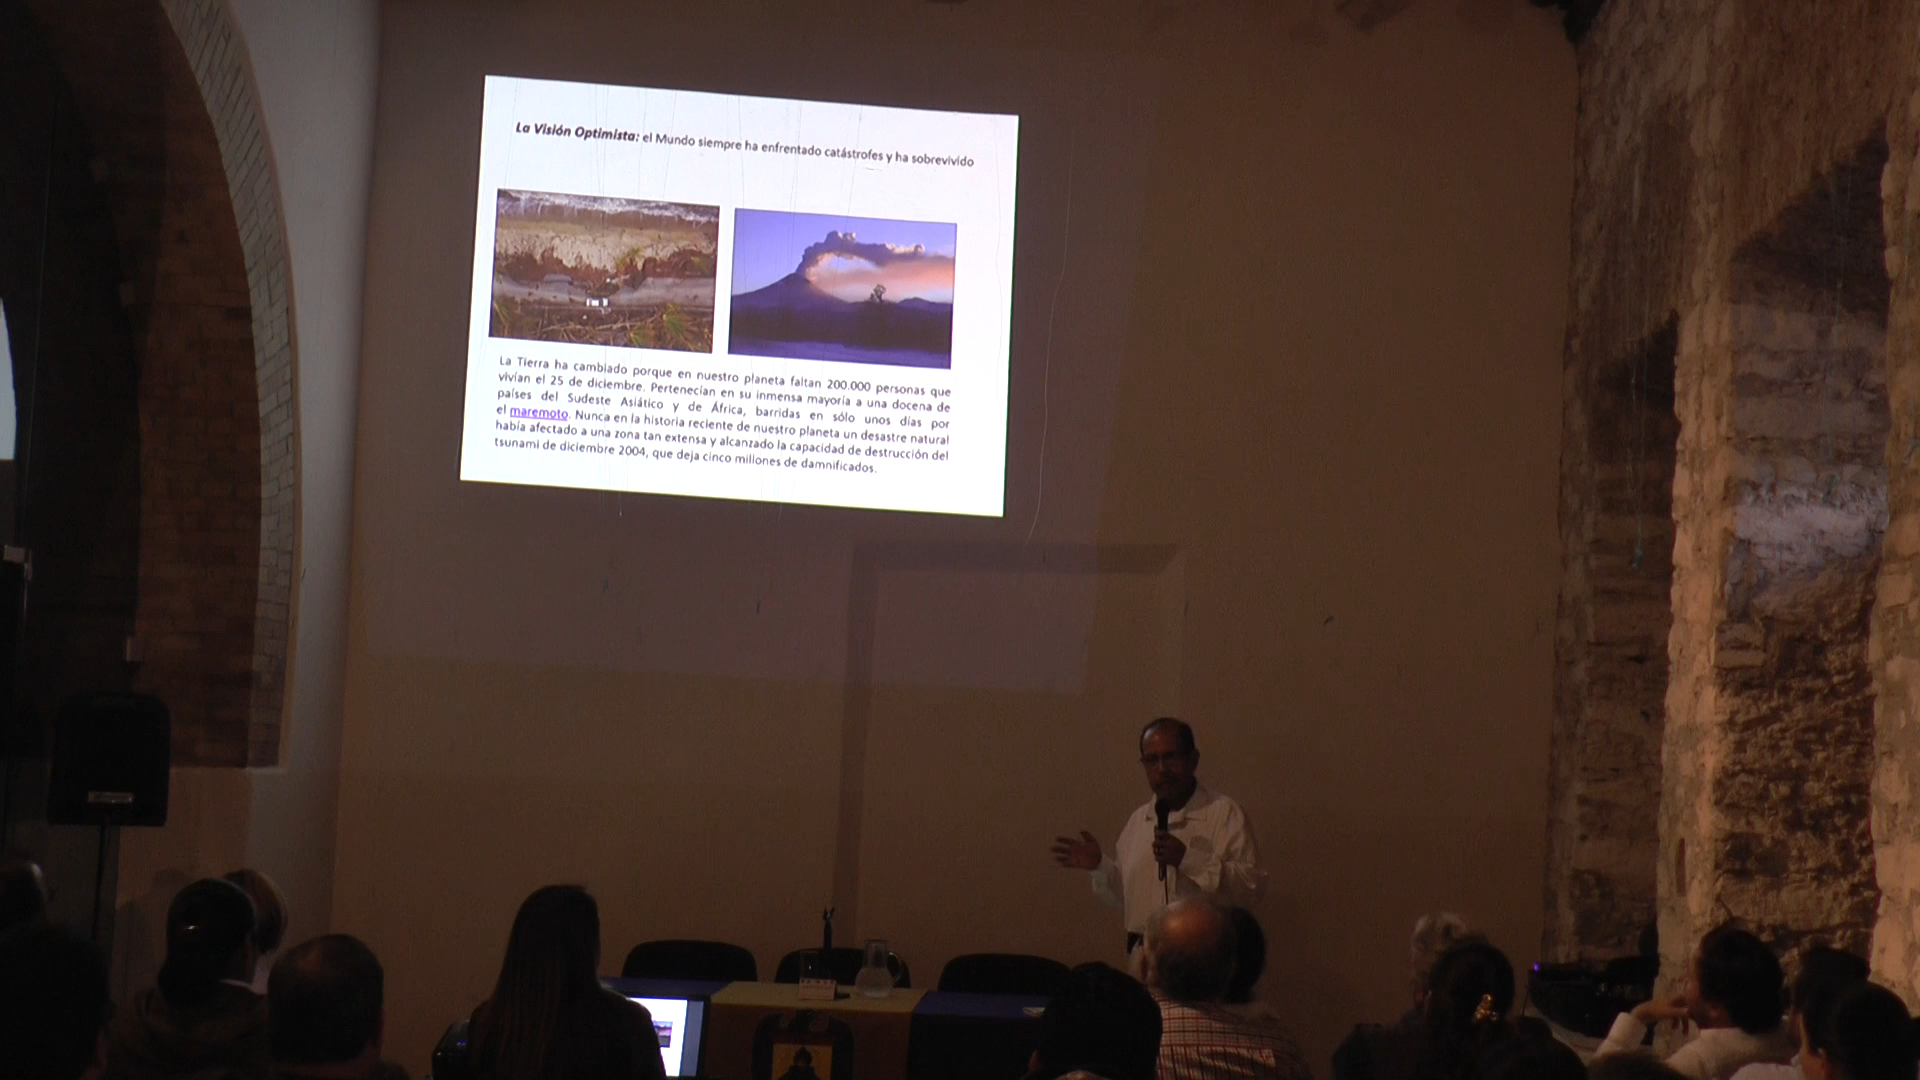 La Visión Optimista: el Mundo siempre ha enfrentado catástrofes y ha sobrevivido
La Tierra ha cambiado porque en nuestro planeta faltan 200.000 personas que
vivían el 25 de diciembre. Pertenecían en su inmensa mayoría a una docena de
países del Sudeste Asiático y de África, barridas en sólo unos días por
el maremoto. Nunca en la historia reciente de nuestro planeta un desastre natural
había afectado a una zona tan extensa y alcanzado la capacidad de destrucción del
tsunami de diciembre 2004, que deja cinco millones de damnificados.